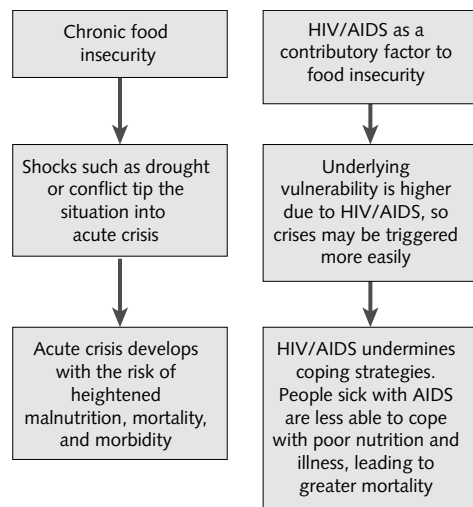 Chronic food
insecurity
Shocks such as drought
or conflict tip the
situation into
acute crisis
Acute crisis develops
with the risk of
heightened
malnutrition, mortality,
and morbidity
HIV/AIDS as a
contributory factor to
food insecurity
Underlying
vulnerability is higher
due to HIV/AIDS, so
crises may be triggered
more easily
HIV/AIDS undermines
coping strategies.
People sick with AIDS
are less able to cope
with poor nutrition and
illness, leading to
greater mortality